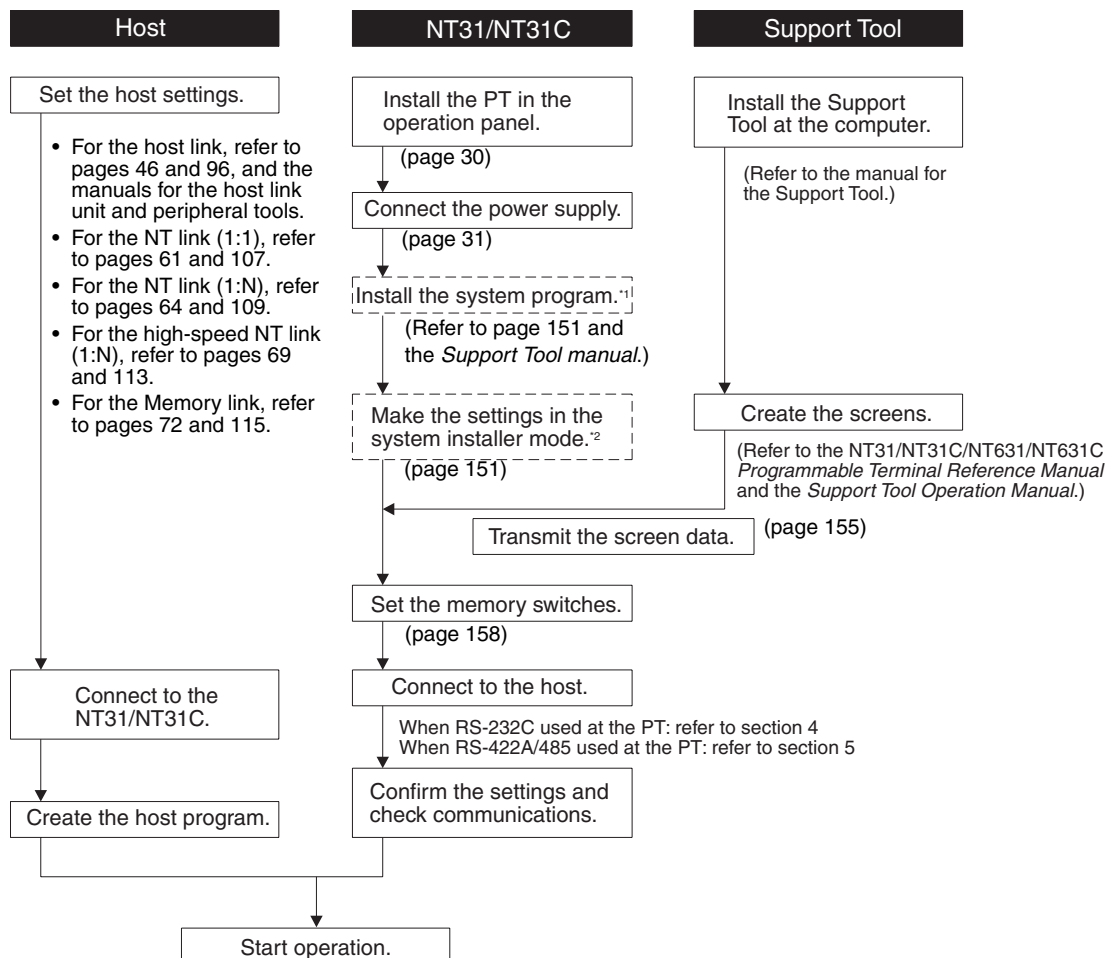 Host
NT31/NT31C
Support Tool
Set the host settings.
• For the host link, refer to
pages 46 and 96, and the
manuals for the host link
unit and peripheral tools.
• For the NT link (1:1), refer
to pages 61 and 107.
• For the NT link (1:N), refer
to pages 64 and 109.
• For the high-speed NT link
(1:N), refer to pages 69
and 113.
• For the Memory link, refer
to pages 72 and 115.
Connect to the
NT31/NT31C.
Create the host program.
Install the PT in the
operation panel.
(page 30)
Connect the power supply.
(page 31)
Install the system program.*1
(Refer to page 151 and
the Support Tool manual.)
Make the settings in the
system installer mode.*2
(page 151)
Install the Support
Tool at the computer.
(Refer to the manual for
the Support Tool.)
Create the screens.
(Refer to the NT31/NT31C/NT631/NT631C
Programmable Terminal Reference Manual
and the Support Tool Operation Manual.)
Transmit the screen data.
(page 155)
Set the memory switches.
(page 158)
Connect to the host.
When RS-232C used at the PT: refer to section 4
When RS-422A/485 used at the PT: refer to section 5
Confirm the settings and
check communications.
Start operation.